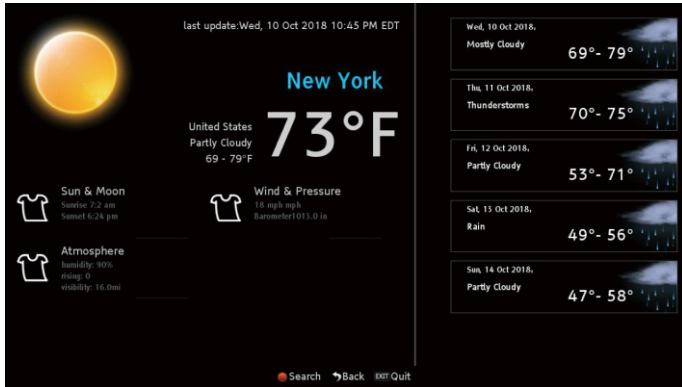 last update:Wed, 10 Oct 2018 10:45 PM EDT
New York
United States
Partly Cloudy
69 - 79°F
73°F
Sun & Moon
Sunrise 7:2 am
Sunset 6:24 pm
Wind & Pressure
18 mph mph
Barometer1013.0 in
Atmosphere
humidity: 90%
rising: 0
visibility: 16.0mi
Wed, 10 Oct 2018,
Mostly Cloudy
69°- 79°
Thu, 11 Oct 2018,
Thunderstorms
70°- 75°
Fri, 12 Oct 2018,
Partly Cloudy
53°- 71°
Sat, 13 Oct 2018,
Rain
49°- 56°
Sun, 14 Oct 2018,
Partly Cloudy
47°- 58°
Search Back EXIT Quit